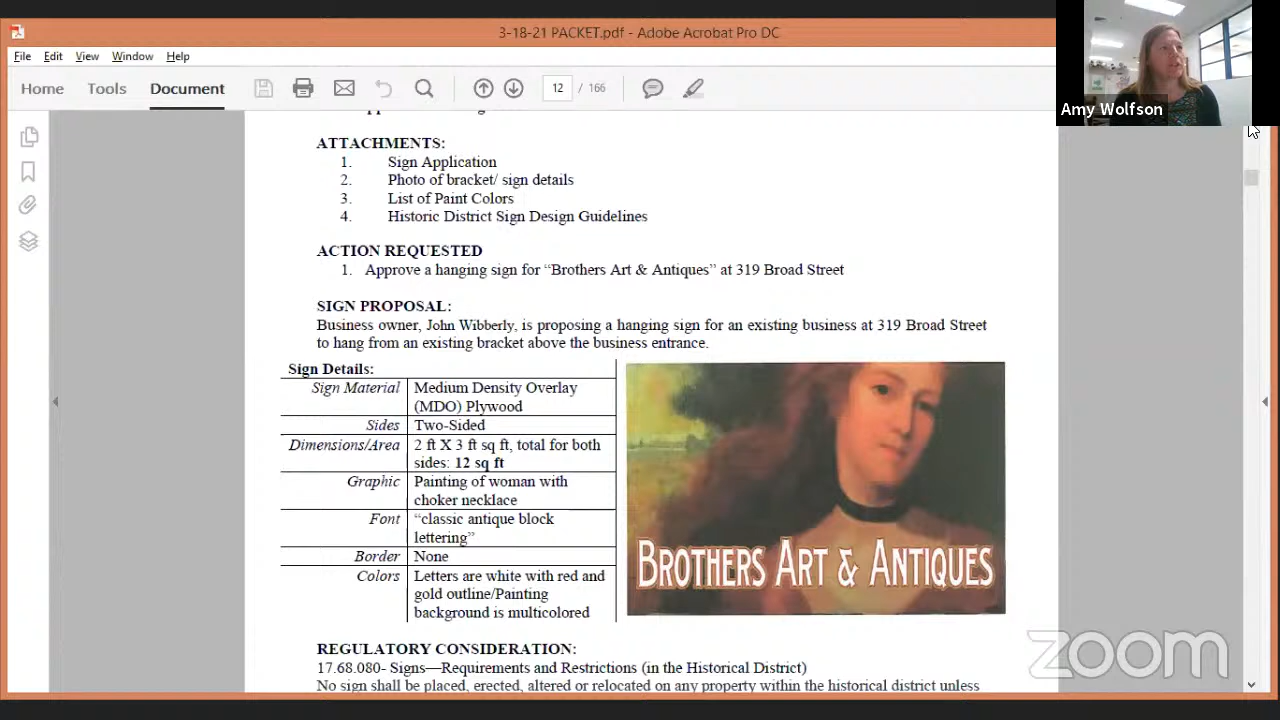 3-18-21 PACKET.pdf - Adobe Acrobat Pro DC
File Edit View Window Help
Home Tools Document 12 / 166
Amy Wolfson
ATTACHMENTS:
1. Sign Application
2. Photo of bracket/ sign details
3. List of Paint Colors
4. Historic District Sign Design Guidelines
ACTION REQUESTED
1. Approve a hanging sign for “Brothers Art & Antiques” at 319 Broad Street
SIGN PROPOSAL:
Business owner, John Wibberly, is proposing a hanging sign for an existing business at 319 Broad Street
to hang from an existing bracket above the business entrance.
Sign Details:
Sign Material Medium Density Overlay
(MDO) Plywood
Sides Two-Sided
Dimensions/Area 2 ft X 3 ft sq ft, total for both
sides: 12 sq ft
Graphic Painting of woman with
choker necklace
Font “classic antique block
lettering”
Border None
Colors Letters are white with red and
gold outline/Painting
background is multicolored
BROTHERS ART & ANTIQUES
REGULATORY CONSIDERATION:
17.68.080- Signs—Requirements and Restrictions (in the Historical District)
No sign shall be placed, erected, altered or relocated on any property within the historical district unless
zoom